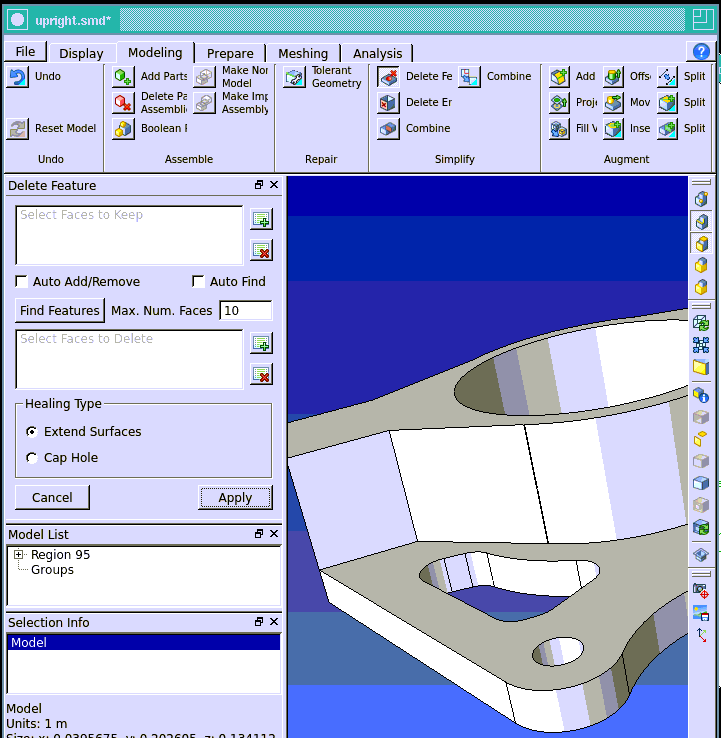 upright.smd*
File Display Modeling Prepare Meshing Analysis
Undo Add Parts Make Nor Tolerant Delete Fe Combine Add Offs Split
Model Geometry
Delete Pa Make Imp Delete Er Proj Mov Split
Assemblie Assembly
Reset Model Boolean F Combine Fill V Inse Split
Undo Assemble Repair Simplify Augment
Delete Feature
Select Faces to Keep
Auto Add/Remove Auto Find
Find Features Max. Num. Faces 10
Select Faces to Delete
Healing Type
Extend Surfaces
Cap Hole
Cancel Apply
Model List
Region 95
Groups
Selection Info
Model
Model
Units: 1 m
Size: x: 0.0395675, y: 0.202695, z: 0.134112